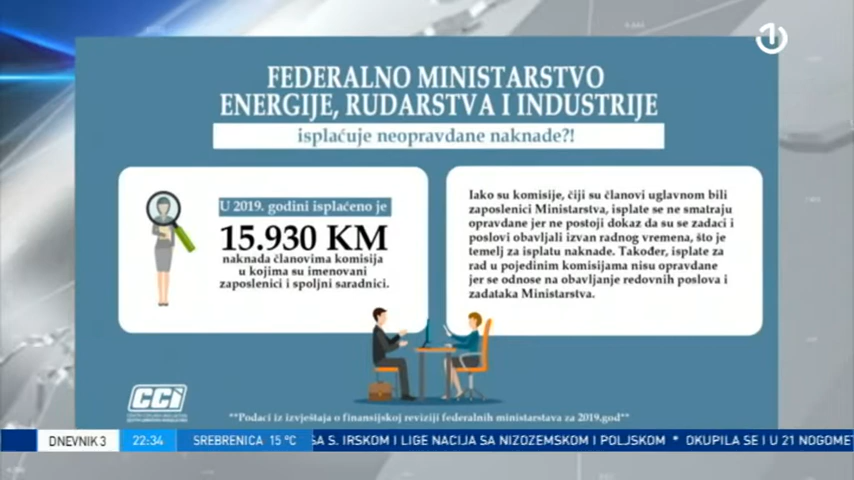 1
FEDERALNO MINISTARSTVO
ENERGIJE, RUDARSTVA I INDUSTRIJE
isplaćuje neopravdane naknade?!
U 2019. godini isplaćeno je
15.930 KM
naknada članovima komisija
u kojima su imenovani
zaposlenici i spoljni saradnici.
Iako su komisije, čiji su članovi uglavnom bili
zaposlenici Ministarstva, isplate se ne smatraju
opravdane jer ne postoji dokaz da su se zadaci i
poslovi obavljali izvan radnog vremena, što je
temelj za isplatu naknade. Također, isplate za
rad u pojedinim komisijama nisu opravdane
jer se odnose na obavljanje redovnih poslova i
zadataka Ministarstva.
CCI
**Podaci iz izvještaja o finansijskoj reviziji federalnih ministarstava za 2019.god**
DNEVNIK 3 22:34 SREBRENICA 15 °C SA S. IRSKOM I LIGE NACIJA SA NIZOZEMSKOM I POLJSKOM * OKUPILA SE I U 21 NOGOMET